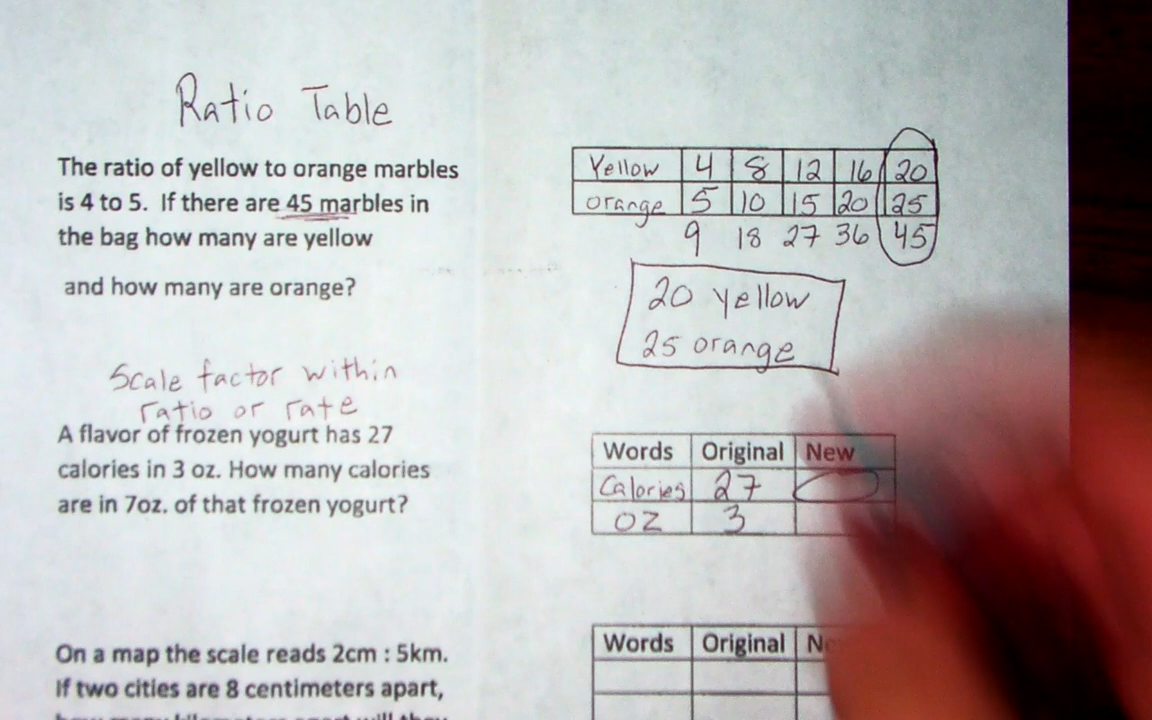 Ratio Table
The ratio of yellow to orange marbles
is 4 to 5. If there are 45 marbles in
the bag how many are yellow
and how many are orange?
Yellow 4 8 12 16 20
orange 5 10 15 20 25
9 18 27 36 45
20 yellow
25 orange
Scale factor within
ratio or rate
A flavor of frozen yogurt has 27
calories in 3 oz. How many calories
are in 7oz. of that frozen yogurt?
Words Original New
Calories 27
oz 3
On a map the scale reads 2cm : 5km.
If two cities are 8 centimeters apart,
Words Original